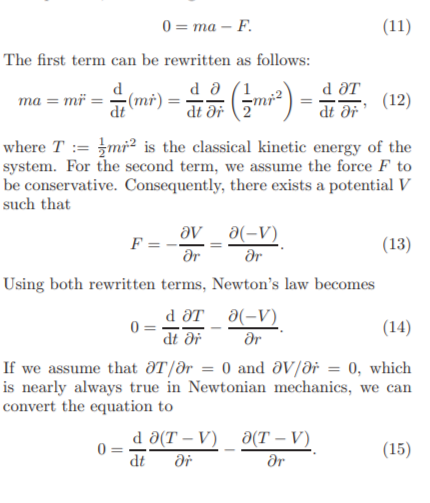 0 = ma − F. (11)
The first term can be rewritten as follows:
ma = mr̈ = d/dt (mṙ) = d/dt ∂/∂ṙ (1/2 mṙ²) = d/dt ∂T/∂ṙ, (12)
where T := ½mṙ² is the classical kinetic energy of the
system. For the second term, we assume the force F to
be conservative. Consequently, there exists a potential V
such that
F = −∂V/∂r = ∂(−V)/∂r. (13)
Using both rewritten terms, Newton's law becomes
0 = d/dt ∂T/∂ṙ − ∂(−V)/∂r. (14)
If we assume that ∂T/∂r = 0 and ∂V/∂ṙ = 0, which
is nearly always true in Newtonian mechanics, we can
convert the equation to
0 = d/dt ∂(T − V)/∂ṙ − ∂(T − V)/∂r. (15)